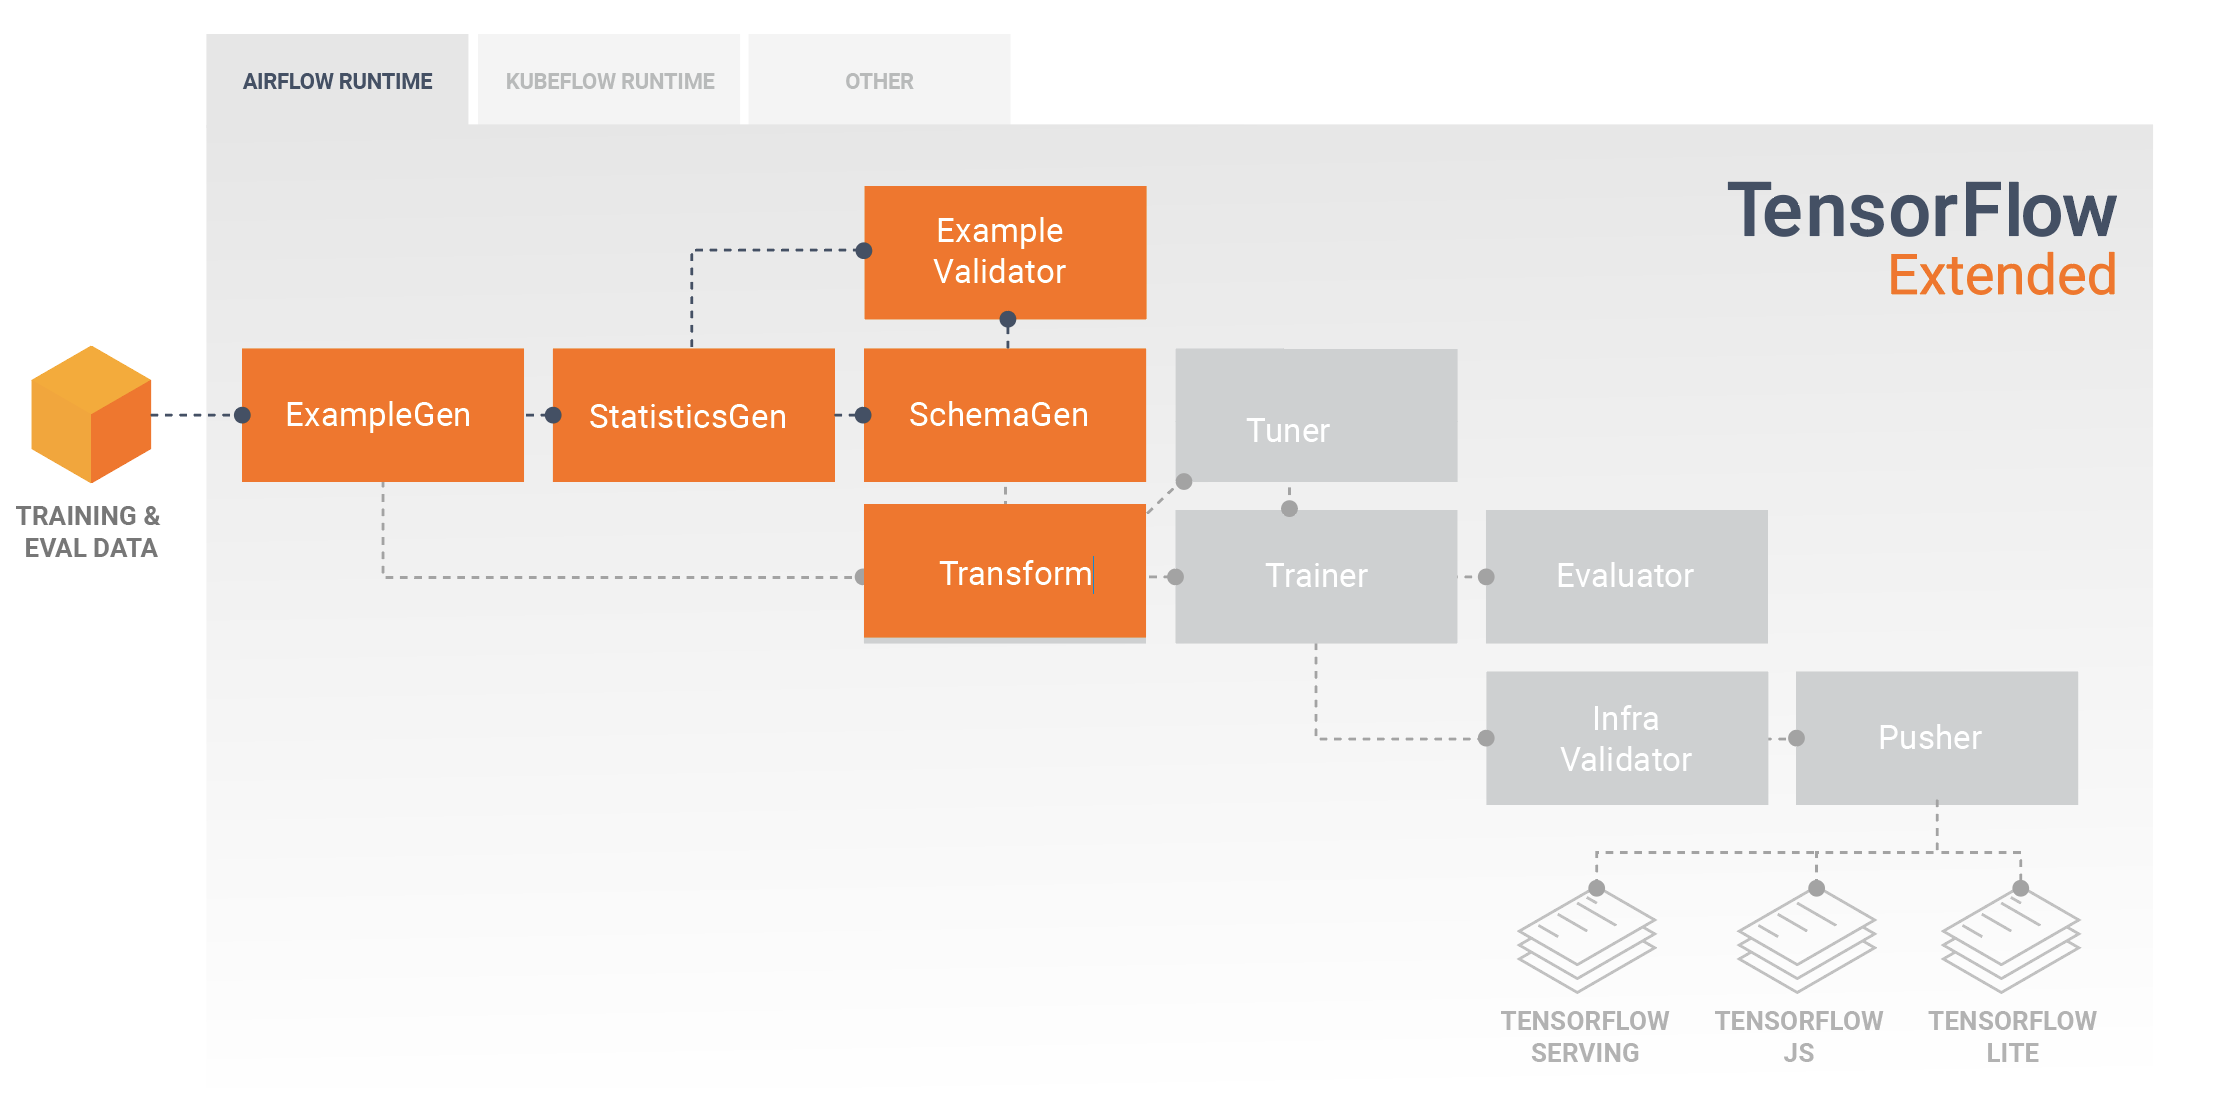 AIRFLOW RUNTIME
KUBEFLOW RUNTIME
OTHER
TensorFlow
Extended
Example
Validator
ExampleGen
StatisticsGen
SchemaGen
Tuner
TRAINING &
EVAL DATA
Transform
Trainer
Evaluator
Infra
Validator
Pusher
TENSORFLOW
SERVING
TENSORFLOW
JS
TENSORFLOW
LITE